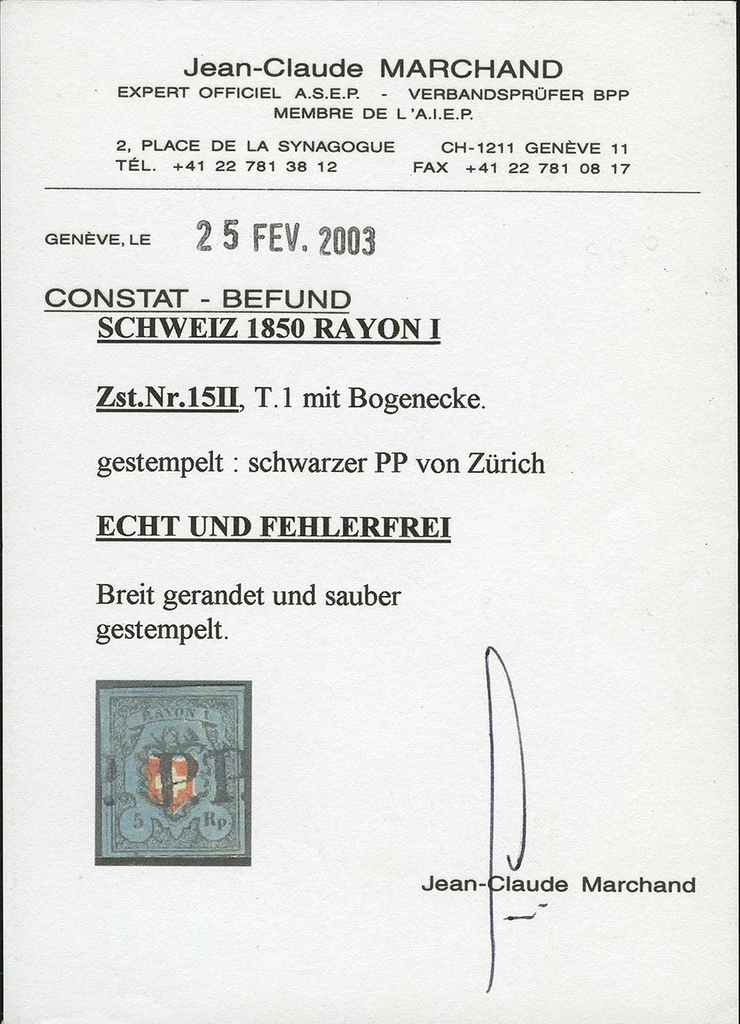 Jean-Claude MARCHAND
EXPERT OFFICIEL A.S.E.P. - VERBANDSPRÜFER BPP
MEMBRE DE L'A.I.E.P.
2, PLACE DE LA SYNAGOGUE CH-1211 GENÈVE 11
TÉL. +41 22 781 38 12 FAX +41 22 781 08 17
GENÈVE, LE 25 FEV. 2003
CONSTAT - BEFUND
SCHWEIZ 1850 RAYON I
Zst.Nr.15II, T.1 mit Bogenecke.
gestempelt : schwarzer PP von Zürich
ECHT UND FEHLERFREI
Breit gerandet und sauber
gestempelt.
RAYON I.
P.P.
5 Rp.
Jean-Claude Marchand